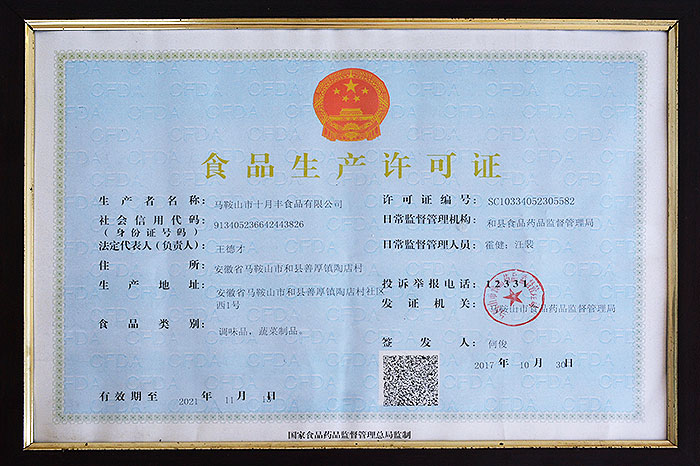 食品生产许可证
生产者名称: 马鞍山市十月丰食品有限公司
社会信用代码: 913405236642443826
(身份证号码)
法定代表人(负责人): 王德才
住所: 安徽省马鞍山市和县善厚镇陶店村
生产地址: 安徽省马鞍山市和县善厚镇陶店村社区
西1号
食品类别: 调味品,蔬菜制品。
有效期至 2021 年 11 月
许可证编号: SC10334052305582
日常监督管理机构: 和县食品药品监督管理局
日常监督管理人员: 霍健;汪装
投诉举报电话: 12331
发证机关: 马鞍山市食品药品监督管理局
签发人: 何俊
2017 年 10 月 30日
国家食品药品监督管理总局监制